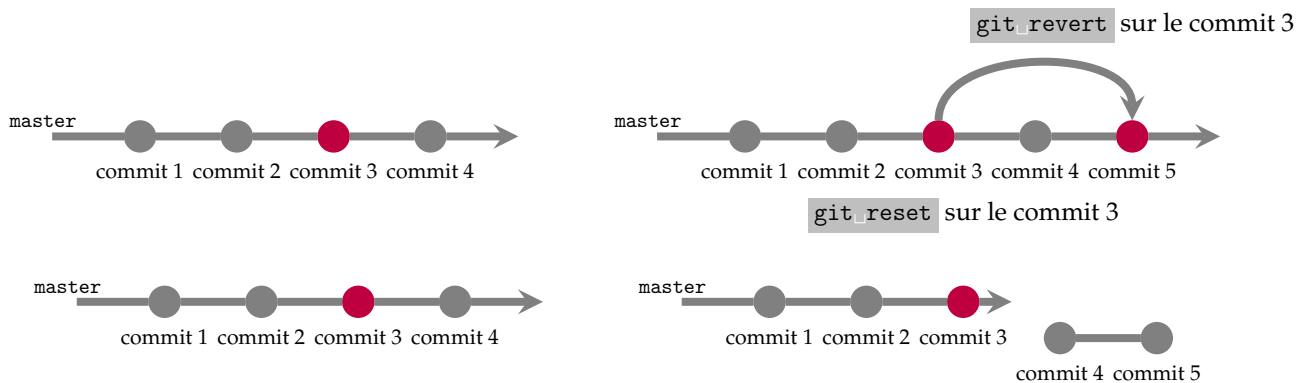 git␣revert sur le commit 3
master
commit 1 commit 2 commit 3 commit 4
master
commit 1 commit 2 commit 3 commit 4 commit 5
git␣reset sur le commit 3
master
commit 1 commit 2 commit 3 commit 4
master
commit 1 commit 2 commit 3
commit 4 commit 5